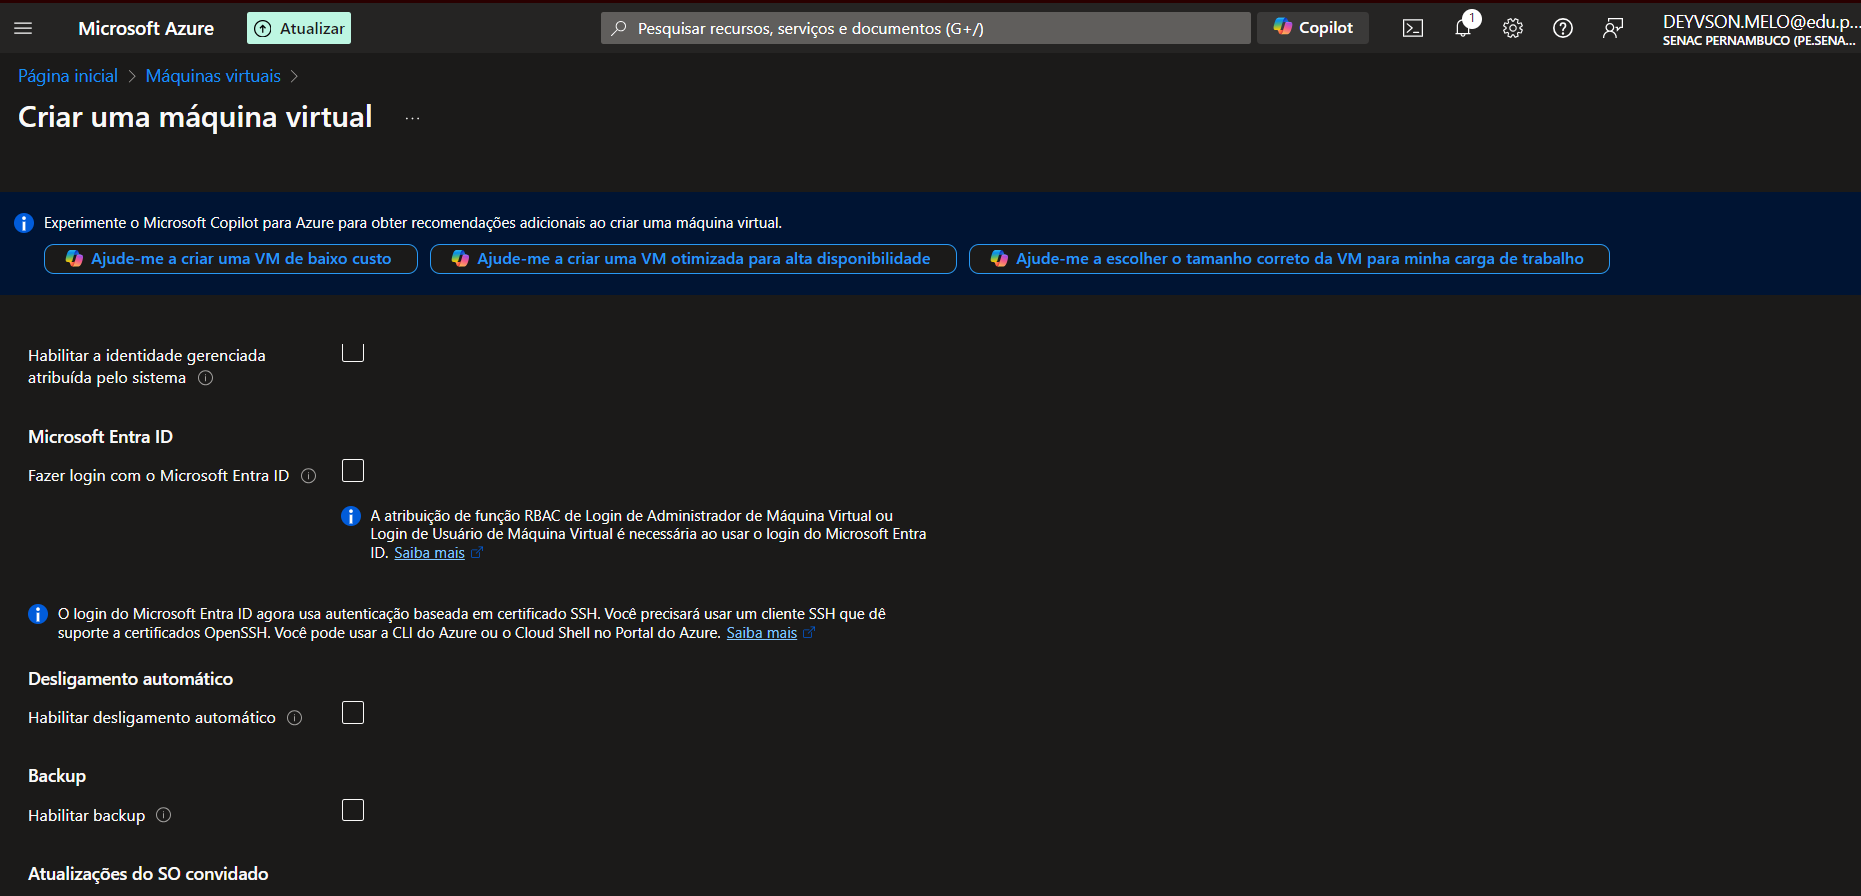 Microsoft Azure
Atualizar
Pesquisar recursos, serviços e documentos (G+/)
Copilot
1
DEYVSON.MELO@edu.p...
SENAC PERNAMBUCO (PE.SENA...
Página inicial > Máquinas virtuais >
Criar uma máquina virtual ...
Experimente o Microsoft Copilot para Azure para obter recomendações adicionais ao criar uma máquina virtual.
Ajude-me a criar uma VM de baixo custo
Ajude-me a criar uma VM otimizada para alta disponibilidade
Ajude-me a escolher o tamanho correto da VM para minha carga de trabalho
Habilitar a identidade gerenciada
atribuída pelo sistema
Microsoft Entra ID
Fazer login com o Microsoft Entra ID
A atribuição de função RBAC de Login de Administrador de Máquina Virtual ou
Login de Usuário de Máquina Virtual é necessária ao usar o login do Microsoft Entra
ID. Saiba mais
O login do Microsoft Entra ID agora usa autenticação baseada em certificado SSH. Você precisará usar um cliente SSH que dê
suporte a certificados OpenSSH. Você pode usar a CLI do Azure ou o Cloud Shell no Portal do Azure. Saiba mais
Desligamento automático
Habilitar desligamento automático
Backup
Habilitar backup
Atualizações do SO convidado